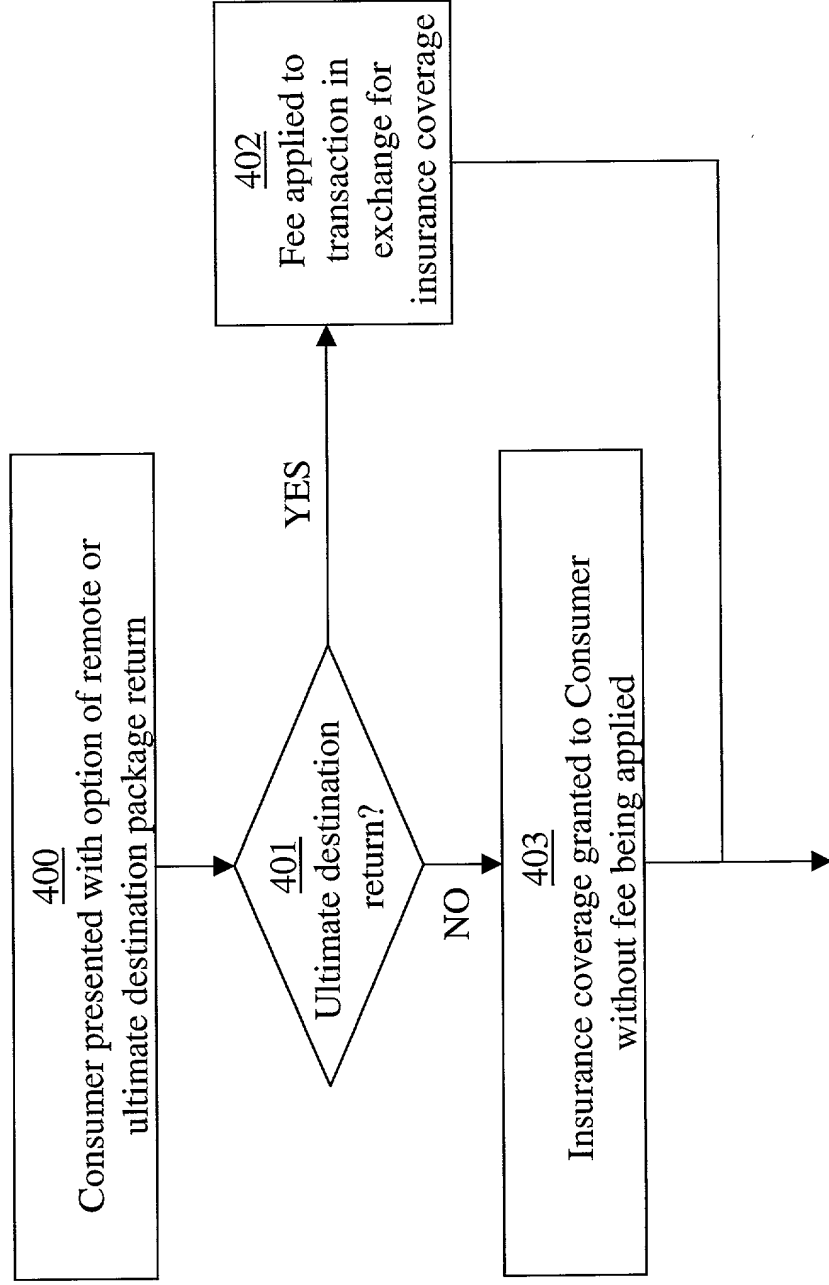 400
Consumer presented with option of remote or
ultimate destination package return
401
Ultimate destination
return?
YES
402
Fee applied to
transaction in
exchange for
insurance coverage
NO
403
Insurance coverage granted to Consumer
without fee being applied